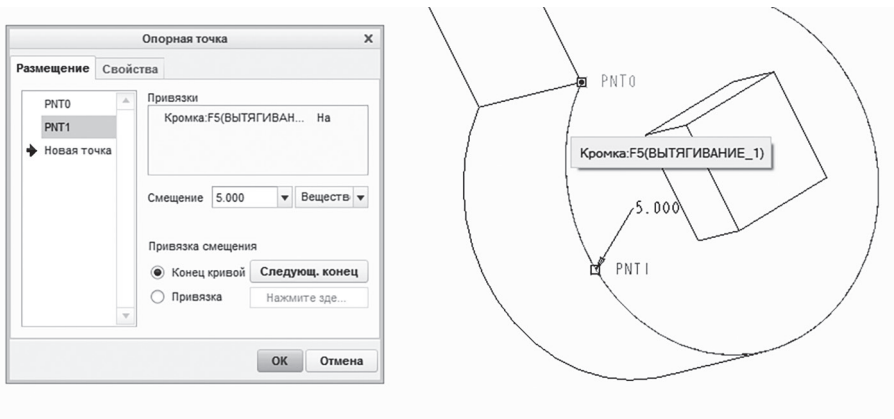 Опорная точка
Размещение Свойства
PNT0
PNT1
Новая точка
Привязки
Кромка:F5(ВЫТЯГИВАН... На
Смещение 5.000 Веществ
Привязка смещения
Конец кривой Следующ. конец
Привязка Нажмите зде...
OK Отмена
PNT0
Кромка:F5(ВЫТЯГИВАНИЕ_1)
5.000
PNT1